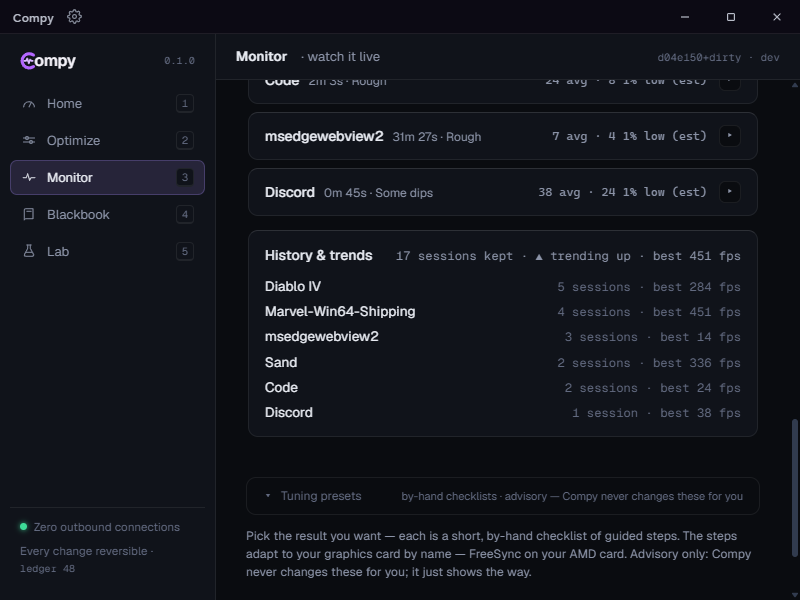 Compy
Compy 0.1.0
Home 1
Optimize 2
Monitor 3
Blackbook 4
Lab 5
Zero outbound connections
Every change reversible ·
ledger 48
Monitor · watch it live d04e150+dirty · dev
Code 2m 3s · Rough 24 avg · 8 1% low (est)
msedgewebview2 31m 27s · Rough 7 avg · 4 1% low (est)
Discord 0m 45s · Some dips 38 avg · 24 1% low (est)
History & trends 17 sessions kept · ▲ trending up · best 451 fps
Diablo IV 5 sessions · best 284 fps
Marvel-Win64-Shipping 4 sessions · best 451 fps
msedgewebview2 3 sessions · best 14 fps
Sand 2 sessions · best 336 fps
Code 2 sessions · best 24 fps
Discord 1 session · best 38 fps
Tuning presets by-hand checklists · advisory — Compy never changes these for you
Pick the result you want — each is a short, by-hand checklist of guided steps. The steps
adapt to your graphics card by name — FreeSync on your AMD card. Advisory only: Compy
never changes these for you; it just shows the way.